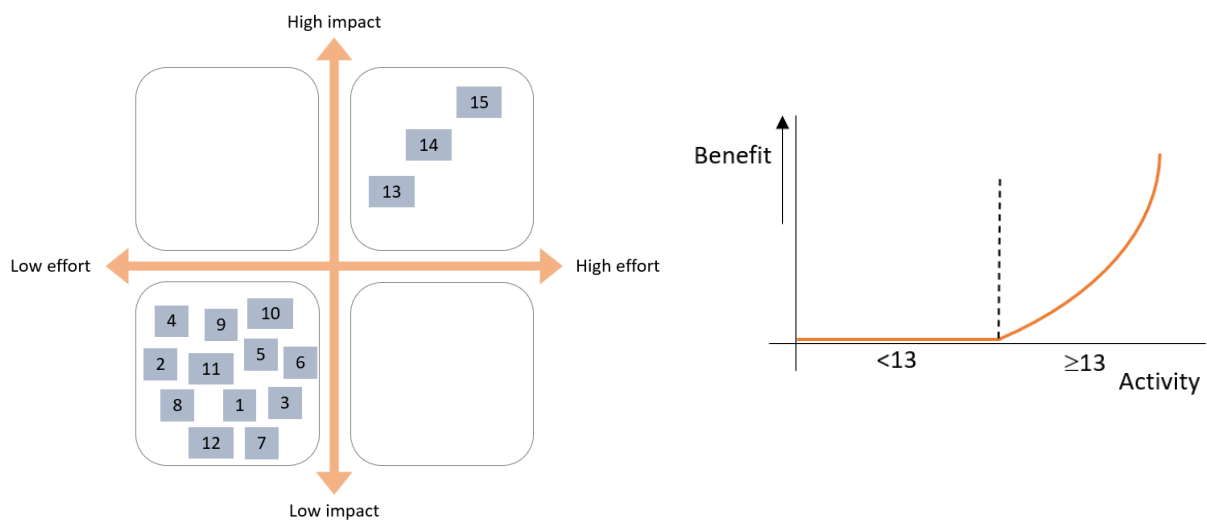 High impact
15
14
13
Low effort
High effort
4
9
10
2
11
5
6
8
1
3
12
7
Low impact
Benefit
<13
≥13
Activity